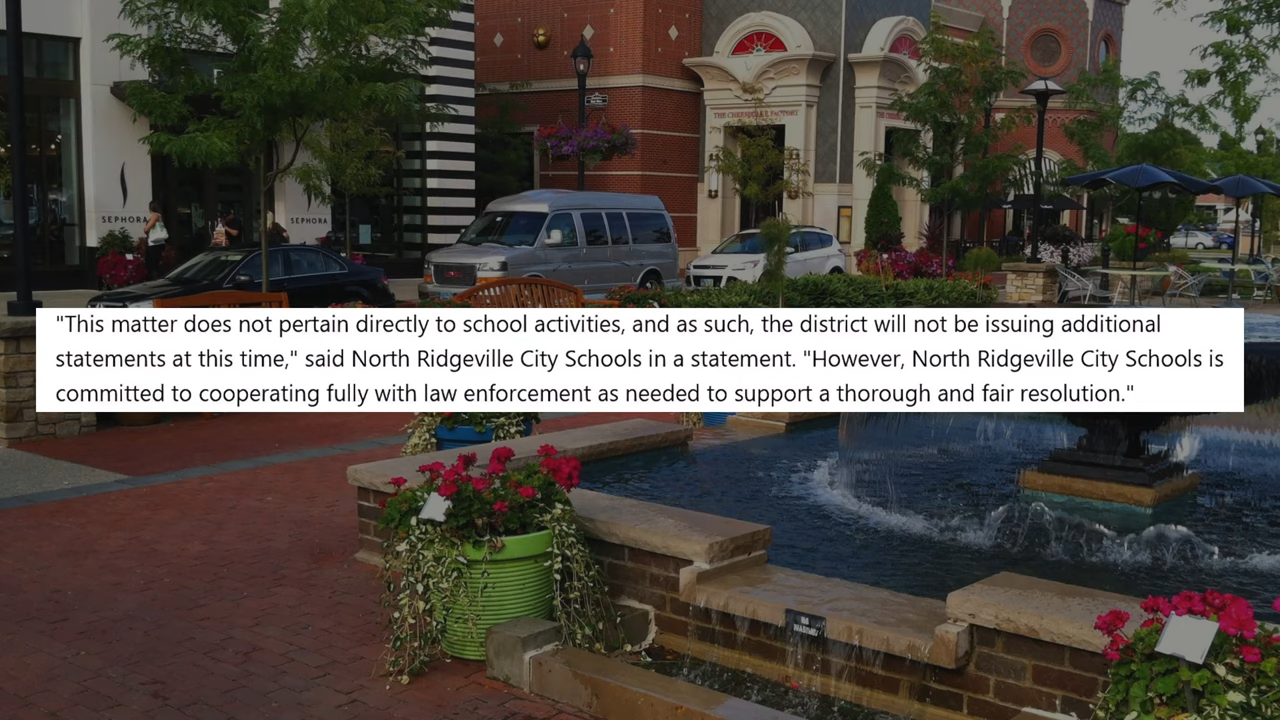 SEPHORA
SEPHORA
THE CHEESECAKE FACTORY
"This matter does not pertain directly to school activities, and as such, the district will not be issuing additional
statements at this time," said North Ridgeville City Schools in a statement. "However, North Ridgeville City Schools is
committed to cooperating fully with law enforcement as needed to support a thorough and fair resolution."
NO
WADING